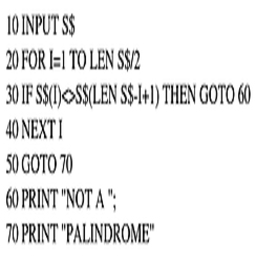 10 INPUT S$
20 FOR I=1 TO LEN S$/2
30 IF S$(I)<>S$(LEN S$-I+1) THEN GOTO 60
40 NEXT I
50 GOTO 70
60 PRINT "NOT A ";
70 PRINT "PALINDROME"